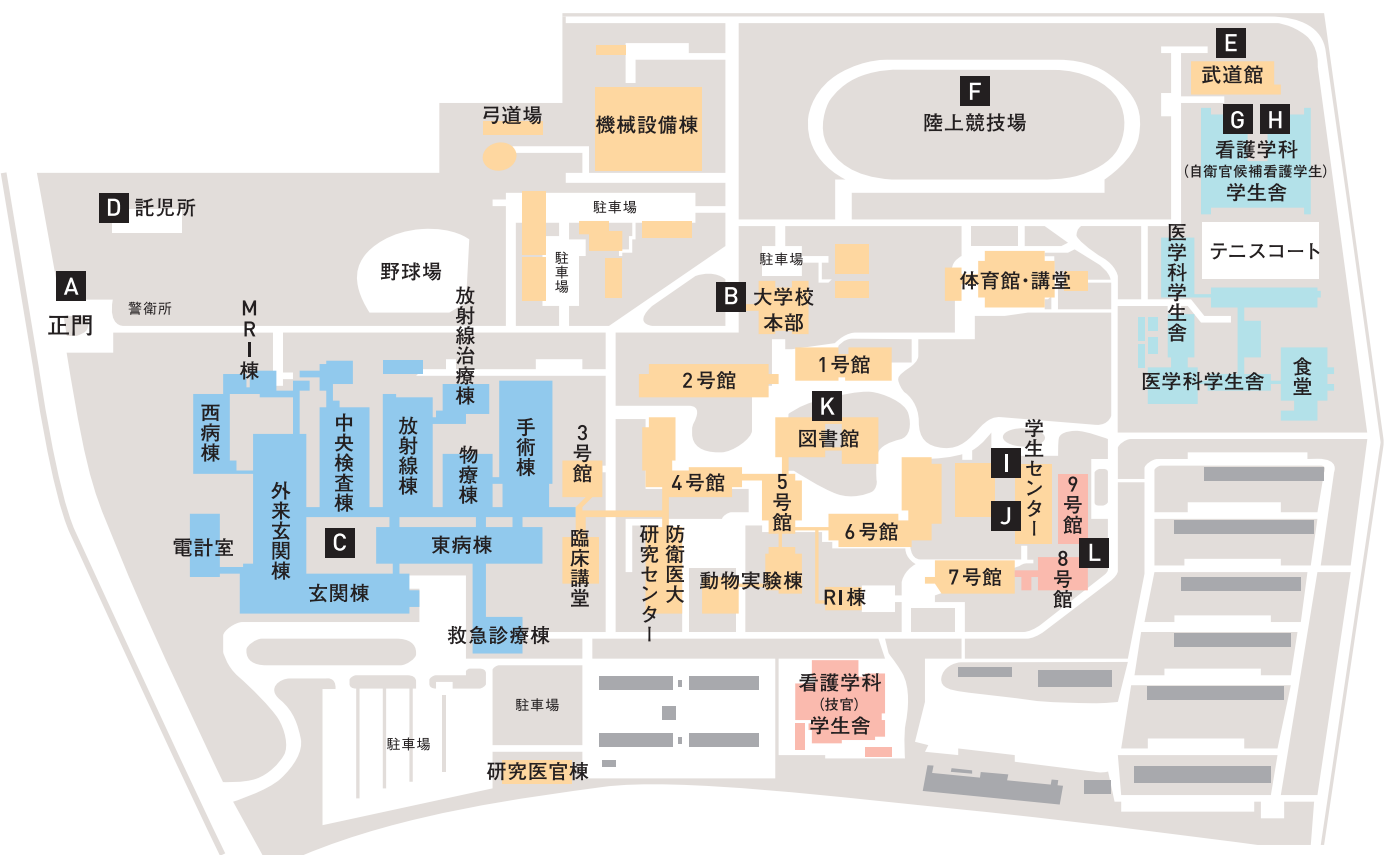 E
武道館
F
陸上競技場
弓道場
機械設備棟
G H
看護学科
(自衛官候補看護学生)
学生舎
D 託児所
駐車場
医学科学生舎
テニスコート
野球場
駐車場
駐車場
体育館・講堂
A
正門
警衛所
B 大学校
本部
MRI棟
放射線治療棟
1号館
2号館
医学科学生舎
食堂
K
図書館
西病棟
中央検査棟
放射線棟
物療棟
手術棟
3号館
4号館
5号館
6号館
I
J
学生センター
9号館
L
8号館
7号館
外来玄関棟
電計室
C
東病棟
玄関棟
臨床講堂
防衛医大
研究センター
動物実験棟
RI棟
救急診療棟
看護学科
(技官)
学生舎
駐車場
駐車場
研究医官棟